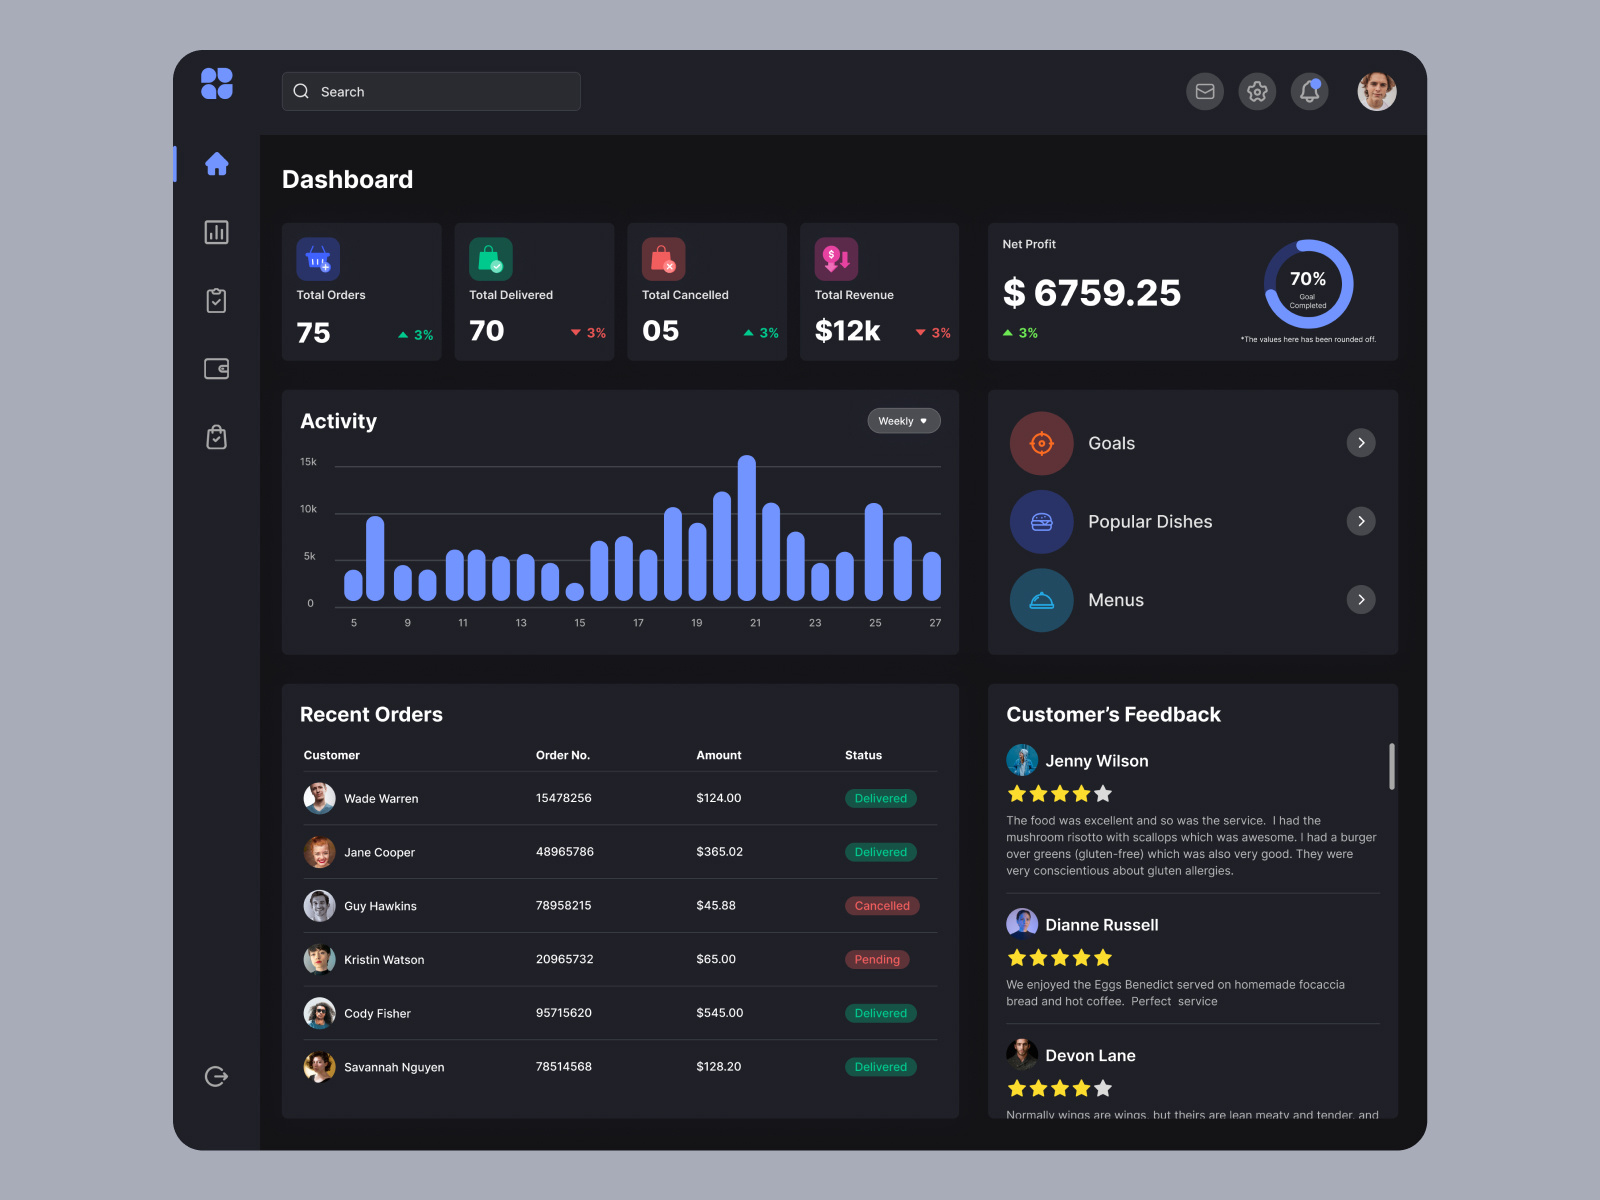 Search
Dashboard
Total Orders
75
3%
Total Delivered
70
3%
Total Cancelled
05
3%
$
Total Revenue
$12k
3%
Net Profit
$ 6759.25
3%
70%
Goal
Completed
*The values here has been rounded off.
Activity
Weekly
15k
10k
5k
0
5 9 11 13 15 17 19 21 23 25 27
Goals
Popular Dishes
Menus
Recent Orders
Customer Order No. Amount Status
Wade Warren 15478256 $124.00 Delivered
Jane Cooper 48965786 $365.02 Delivered
Guy Hawkins 78958215 $45.88 Cancelled
Kristin Watson 20965732 $65.00 Pending
Cody Fisher 95715620 $545.00 Delivered
Savannah Nguyen 78514568 $128.20 Delivered
Customer’s Feedback
Jenny Wilson
The food was excellent and so was the service.  I had the
mushroom risotto with scallops which was awesome. I had a burger
over greens (gluten-free) which was also very good. They were
very conscientious about gluten allergies.
Dianne Russell
We enjoyed the Eggs Benedict served on homemade focaccia
bread and hot coffee.  Perfect  service
Devon Lane
Normally wings are wings, but theirs are lean meaty and tender, and